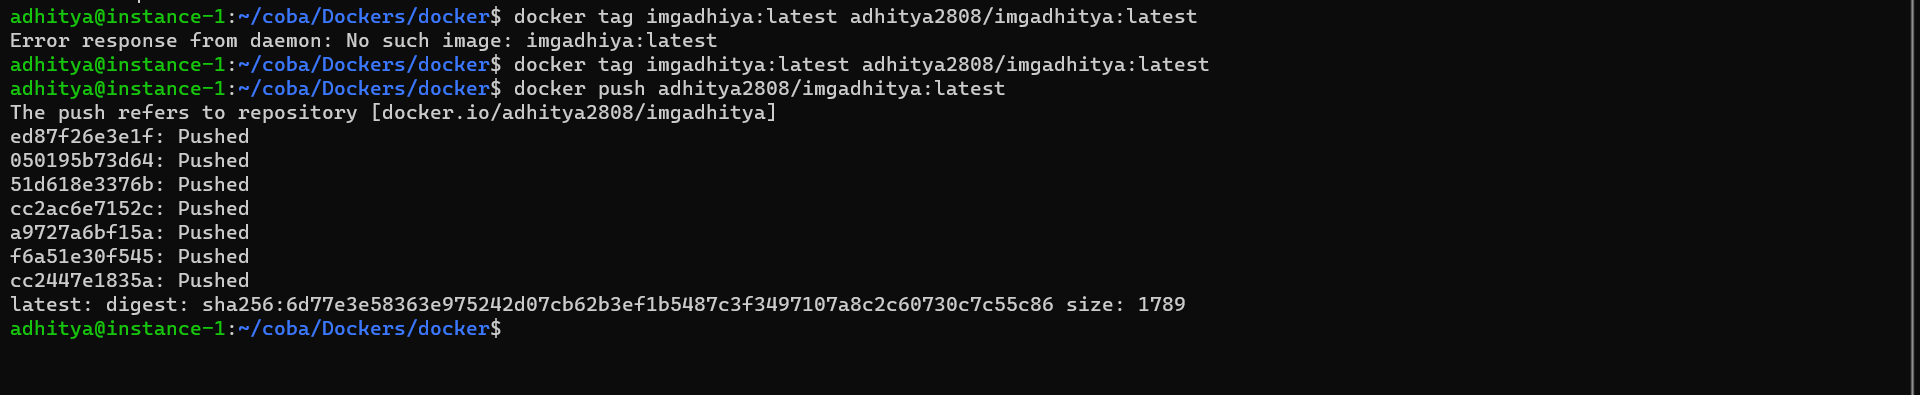 adhitya@instance-1:~/coba/Dockers/docker$ docker tag imgadhiya:latest adhitya2808/imgadhitya:latest
Error response from daemon: No such image: imgadhiya:latest
adhitya@instance-1:~/coba/Dockers/docker$ docker tag imgadhitya:latest adhitya2808/imgadhitya:latest
adhitya@instance-1:~/coba/Dockers/docker$ docker push adhitya2808/imgadhitya:latest
The push refers to repository [docker.io/adhitya2808/imgadhitya]
ed87f26e3e1f: Pushed
050195b73d64: Pushed
51d618e3376b: Pushed
cc2ac6e7152c: Pushed
a9727a6bf15a: Pushed
f6a51e30f545: Pushed
cc2447e1835a: Pushed
latest: digest: sha256:6d77e3e58363e975242d07cb62b3ef1b5487c3f3497107a8c2c60730c7c55c86 size: 1789
adhitya@instance-1:~/coba/Dockers/docker$